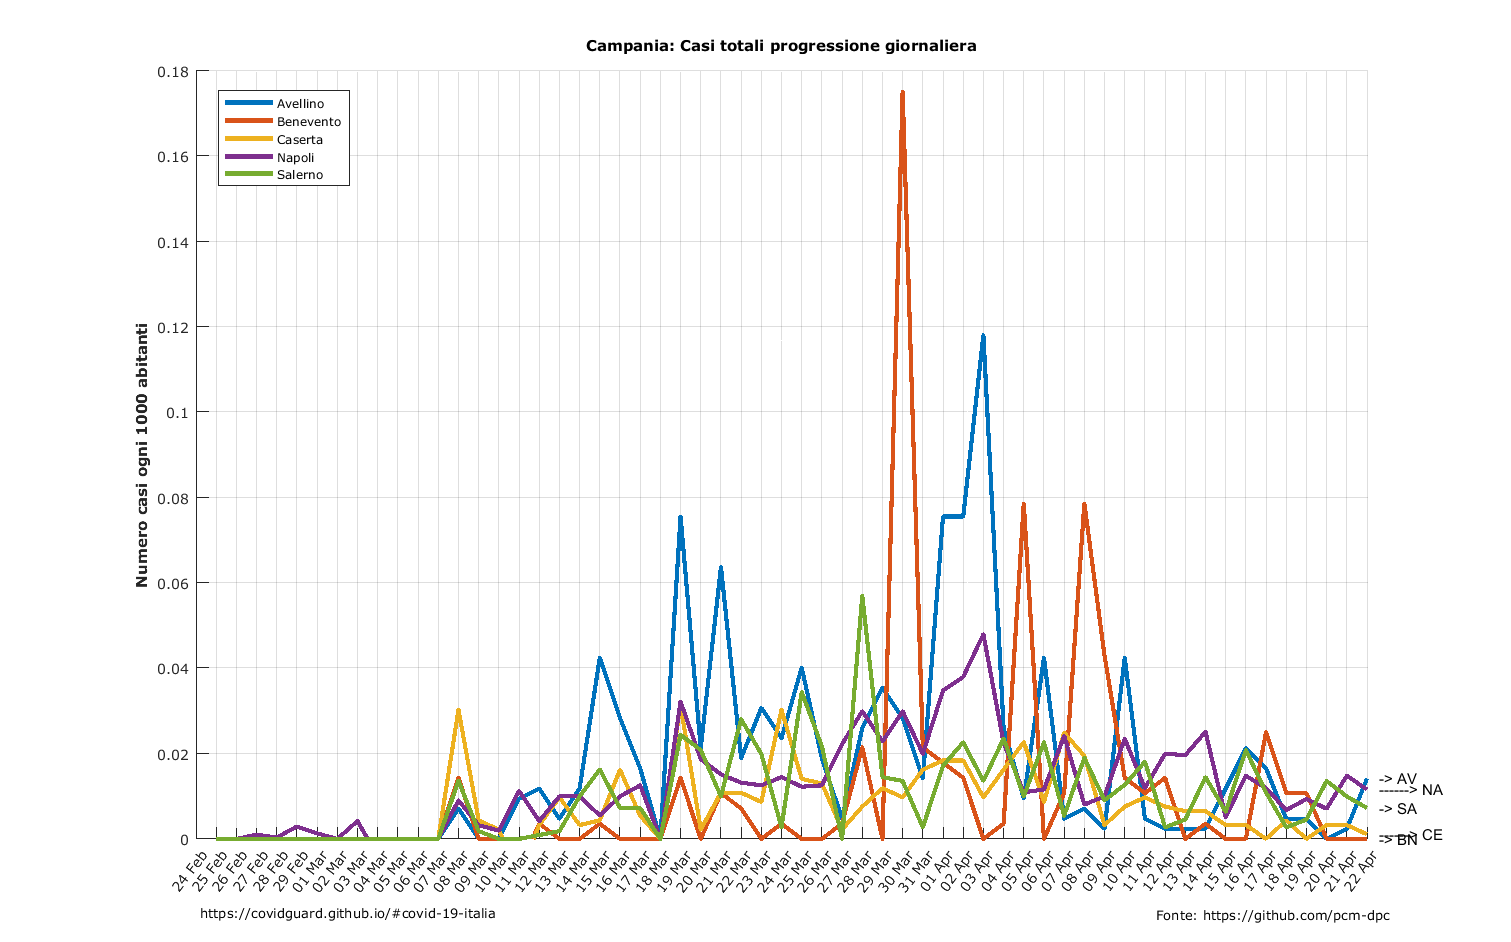 Campania: Casi totali progressione giornaliera
0.18
0.16
0.14
0.12
0.1
0.08
0.06
0.04
0.02
0
Numero casi ogni 1000 abitanti
Avellino
Benevento
Caserta
Napoli
Salerno
-> AV
------> NA
-> SA
------> CE
-> BN
24 Feb
25 Feb
26 Feb
27 Feb
28 Feb
29 Feb
01 Mar
02 Mar
03 Mar
04 Mar
05 Mar
06 Mar
07 Mar
08 Mar
09 Mar
10 Mar
11 Mar
12 Mar
13 Mar
14 Mar
15 Mar
16 Mar
17 Mar
18 Mar
19 Mar
20 Mar
21 Mar
22 Mar
23 Mar
24 Mar
25 Mar
26 Mar
27 Mar
28 Mar
29 Mar
30 Mar
31 Mar
01 Apr
02 Apr
03 Apr
04 Apr
05 Apr
06 Apr
07 Apr
08 Apr
09 Apr
10 Apr
11 Apr
12 Apr
13 Apr
14 Apr
15 Apr
16 Apr
17 Apr
18 Apr
19 Apr
20 Apr
21 Apr
22 Apr
https://covidguard.github.io/#covid-19-italia
Fonte: https://github.com/pcm-dpc